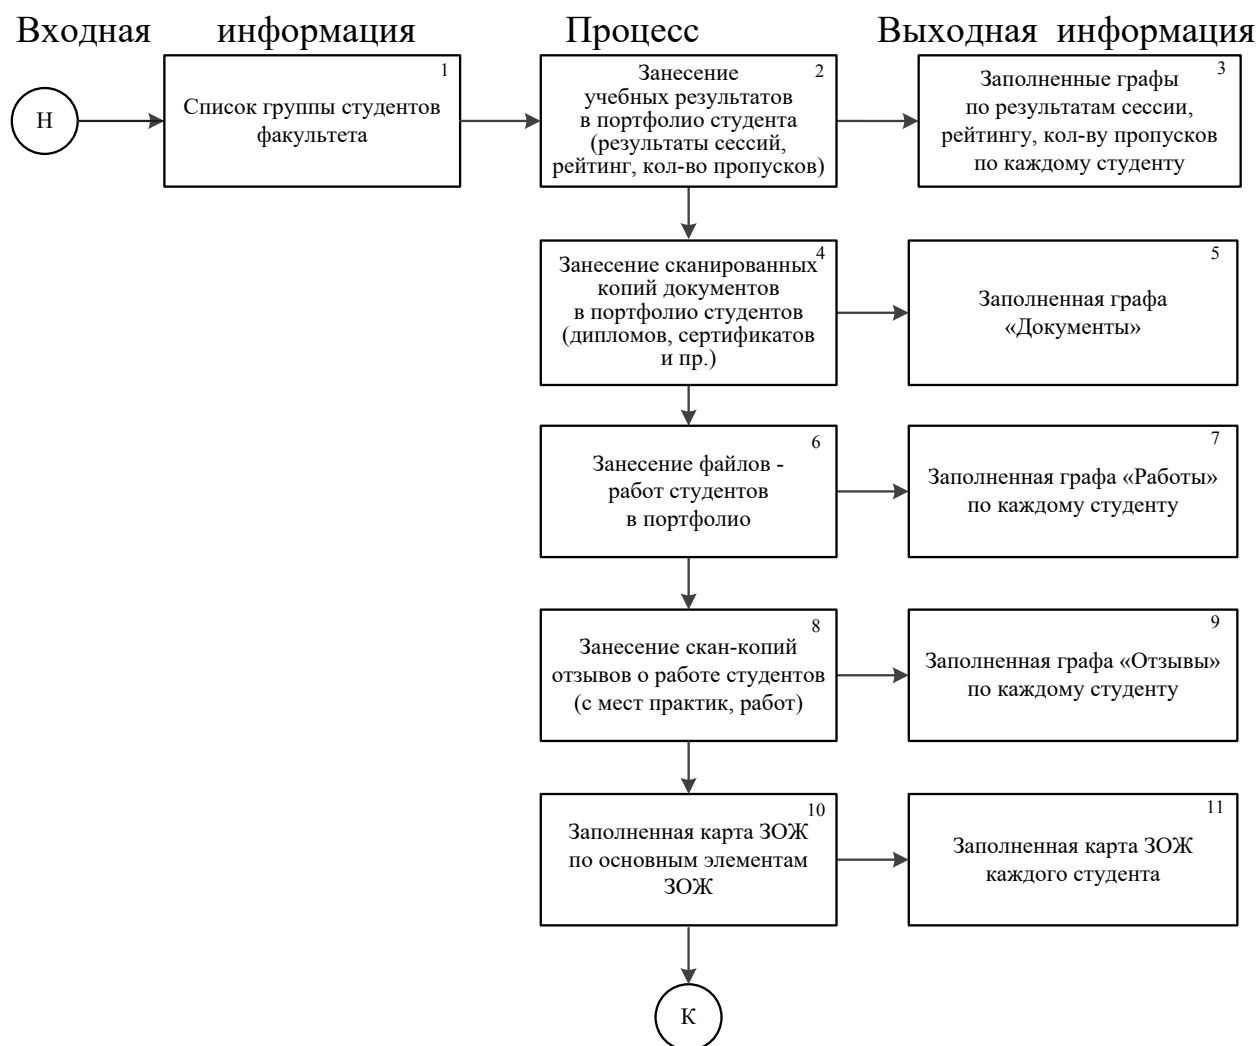 Входная информация Процесс Выходная информация
Н
1
Список группы студентов
факультета
2
Занесение
учебных результатов
в портфолио студента
(результаты сессий,
рейтинг, кол-во пропусков)
3
Заполненные графы
по результатам сессии,
рейтингу, кол-ву пропусков
по каждому студенту
4
Занесение сканированных
копий документов
в портфолио студентов
(дипломов, сертификатов
и пр.)
5
Заполненная графа
«Документы»
6
Занесение файлов -
работ студентов
в портфолио
7
Заполненная графа «Работы»
по каждому студенту
8
Занесение скан-копий
отзывов о работе студентов
(с мест практик, работ)
9
Заполненная графа «Отзывы»
по каждому студенту
10
Заполненная карта ЗОЖ
по основным элементам
ЗОЖ
11
Заполненная карта ЗОЖ
каждого студента
К